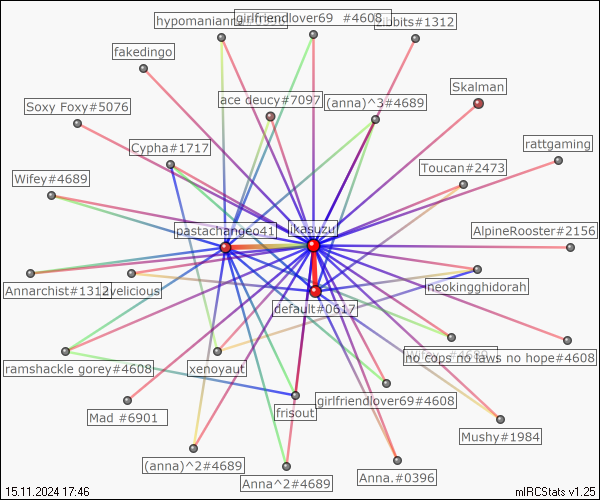 hypomaniann
girlfriendlover69 #4608
ibbits#1312
fakedingo
Skalman
ace deucy#7097
(anna)^3#4689
Soxy Foxy#5076
Cypha#1717
rattgaming
Toucan#2473
Wifey#4689
pastachangeo41
ikasuzu
AlpineRooster#2156
Annarchist#1312
velicious
neokingghidorah
default#0617
no cops no laws no hope#4608
ramshackle gorey#4608
xenoyaut
girlfriendlover69#4608
frisout
Mad #6901
Mushy#1984
(anna)^2#4689
Anna^2#4689
Anna.#0396
15.11.2024 17:46
mIRCStats v1.25